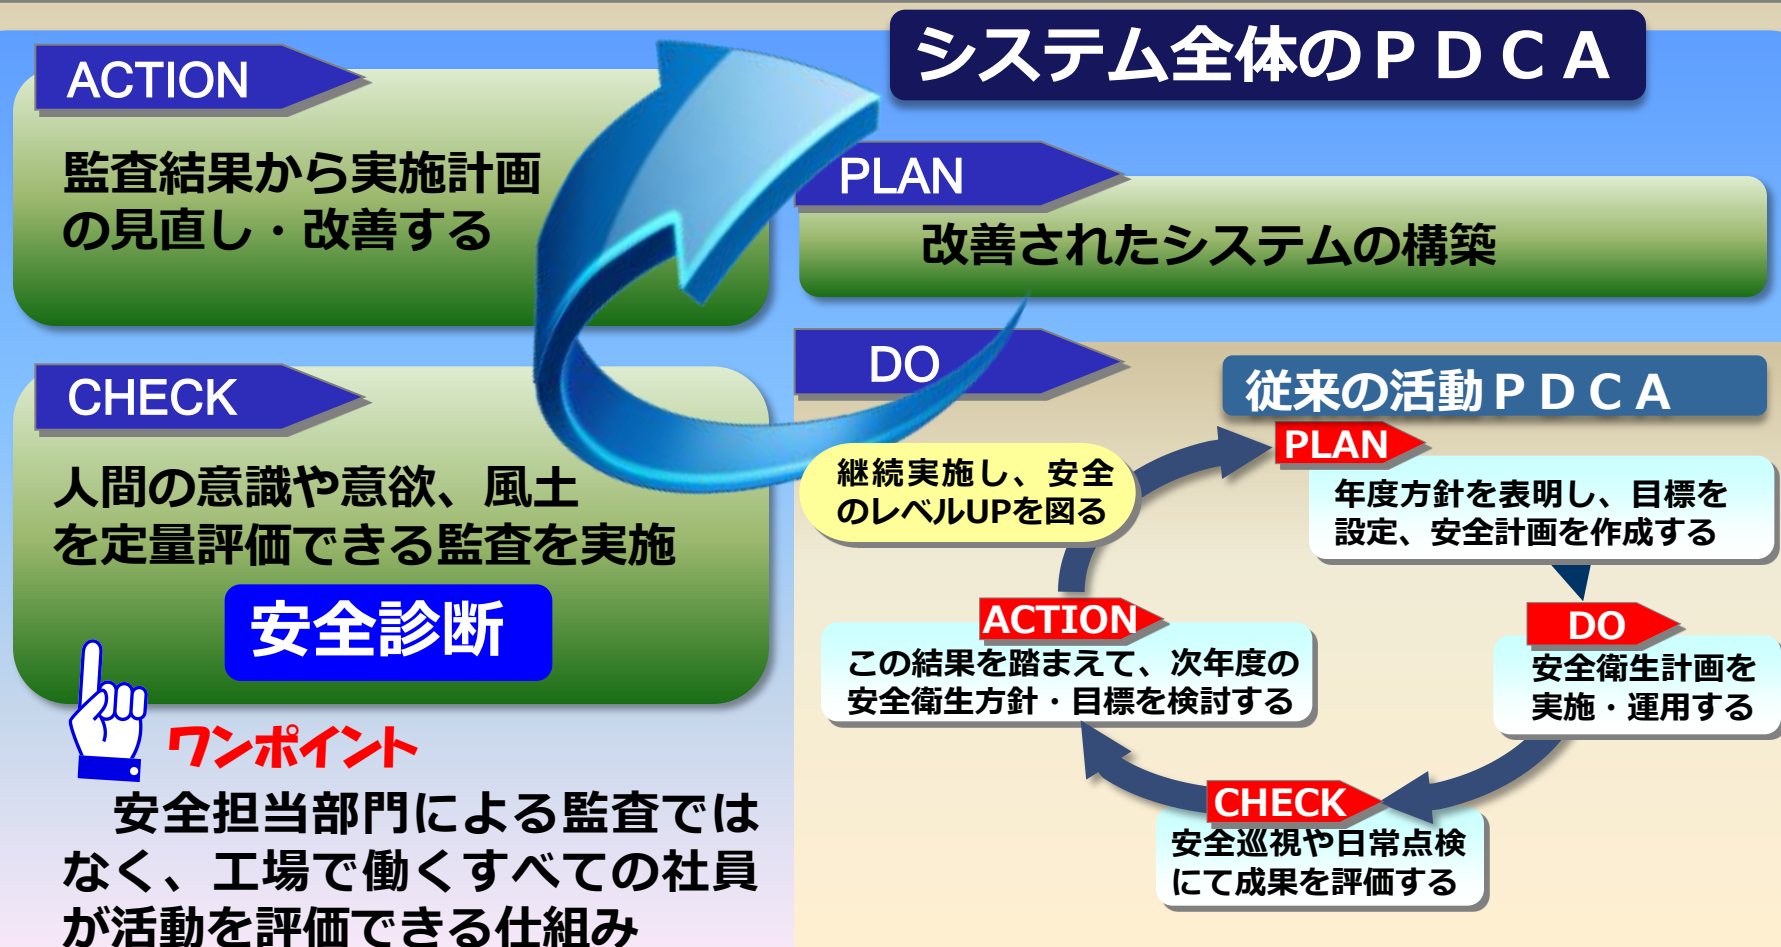 システム全体のＰＤＣＡ
ACTION
監査結果から実施計画
の見直し・改善する
PLAN
改善されたシステムの構築
CHECK
人間の意識や意欲、風土
を定量評価できる監査を実施
安全診断
ワンポイント
安全担当部門による監査では
なく、工場で働くすべての社員
が活動を評価できる仕組み
DO
従来の活動ＰＤＣＡ
継続実施し、安全
のレベルUPを図る
PLAN
年度方針を表明し、目標を
設定、安全計画を作成する
DO
安全衛生計画を
実施・運用する
CHECK
安全巡視や日常点検
にて成果を評価する
ACTION
この結果を踏まえて、次年度の
安全衛生方針・目標を検討する